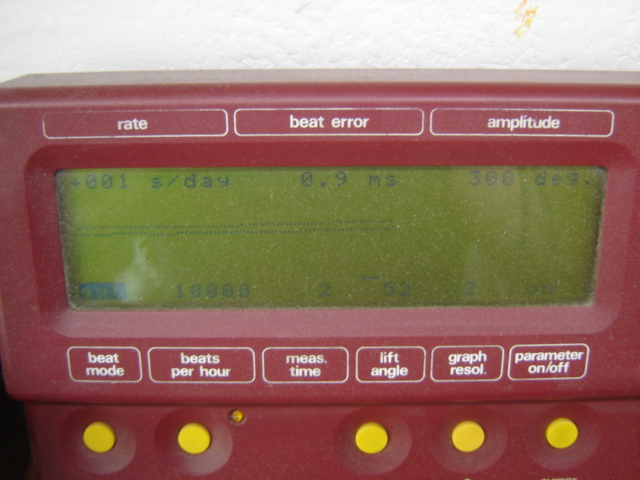 rate beat error amplitude
+001 s/day 0.9 ms 300 deg.
18000 2 52 2 on
beat mode beats per hour meas. time lift angle graph resol. parameter on/off